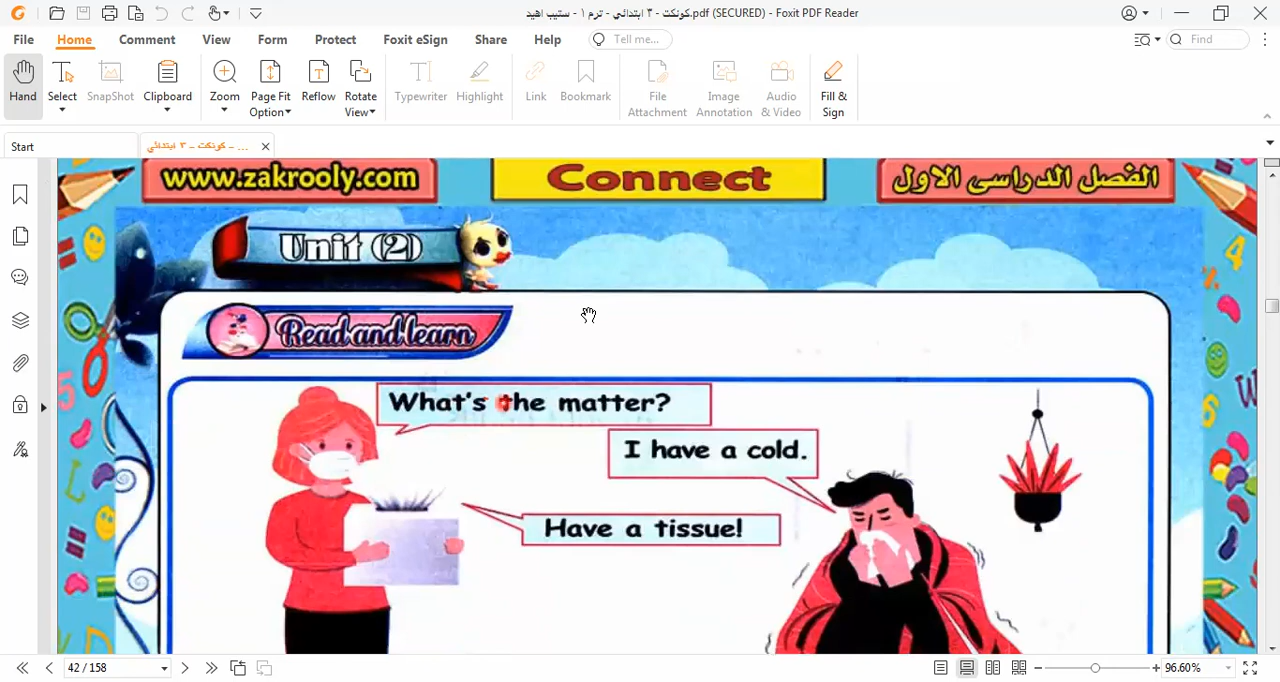 كونكت - ٣ ابتدائي - ترم ١ - ستيب اهيد.pdf (SECURED) - Foxit PDF Reader
File Home Comment View Form Protect Foxit eSign Share Help Tell me... Find
Hand Select SnapShot Clipboard Zoom Page Fit Option Reflow Rotate View Typewriter Highlight Link Bookmark File Attachment Image Annotation Audio & Video Fill & Sign
Start كونكت - ٣ ابتدائي - ...
www.zakrooly.com Connect الفصل الدراسى الاول
Unit (2)
Read and learn
What's the matter?
I have a cold.
Have a tissue!
42 / 158 96.60%